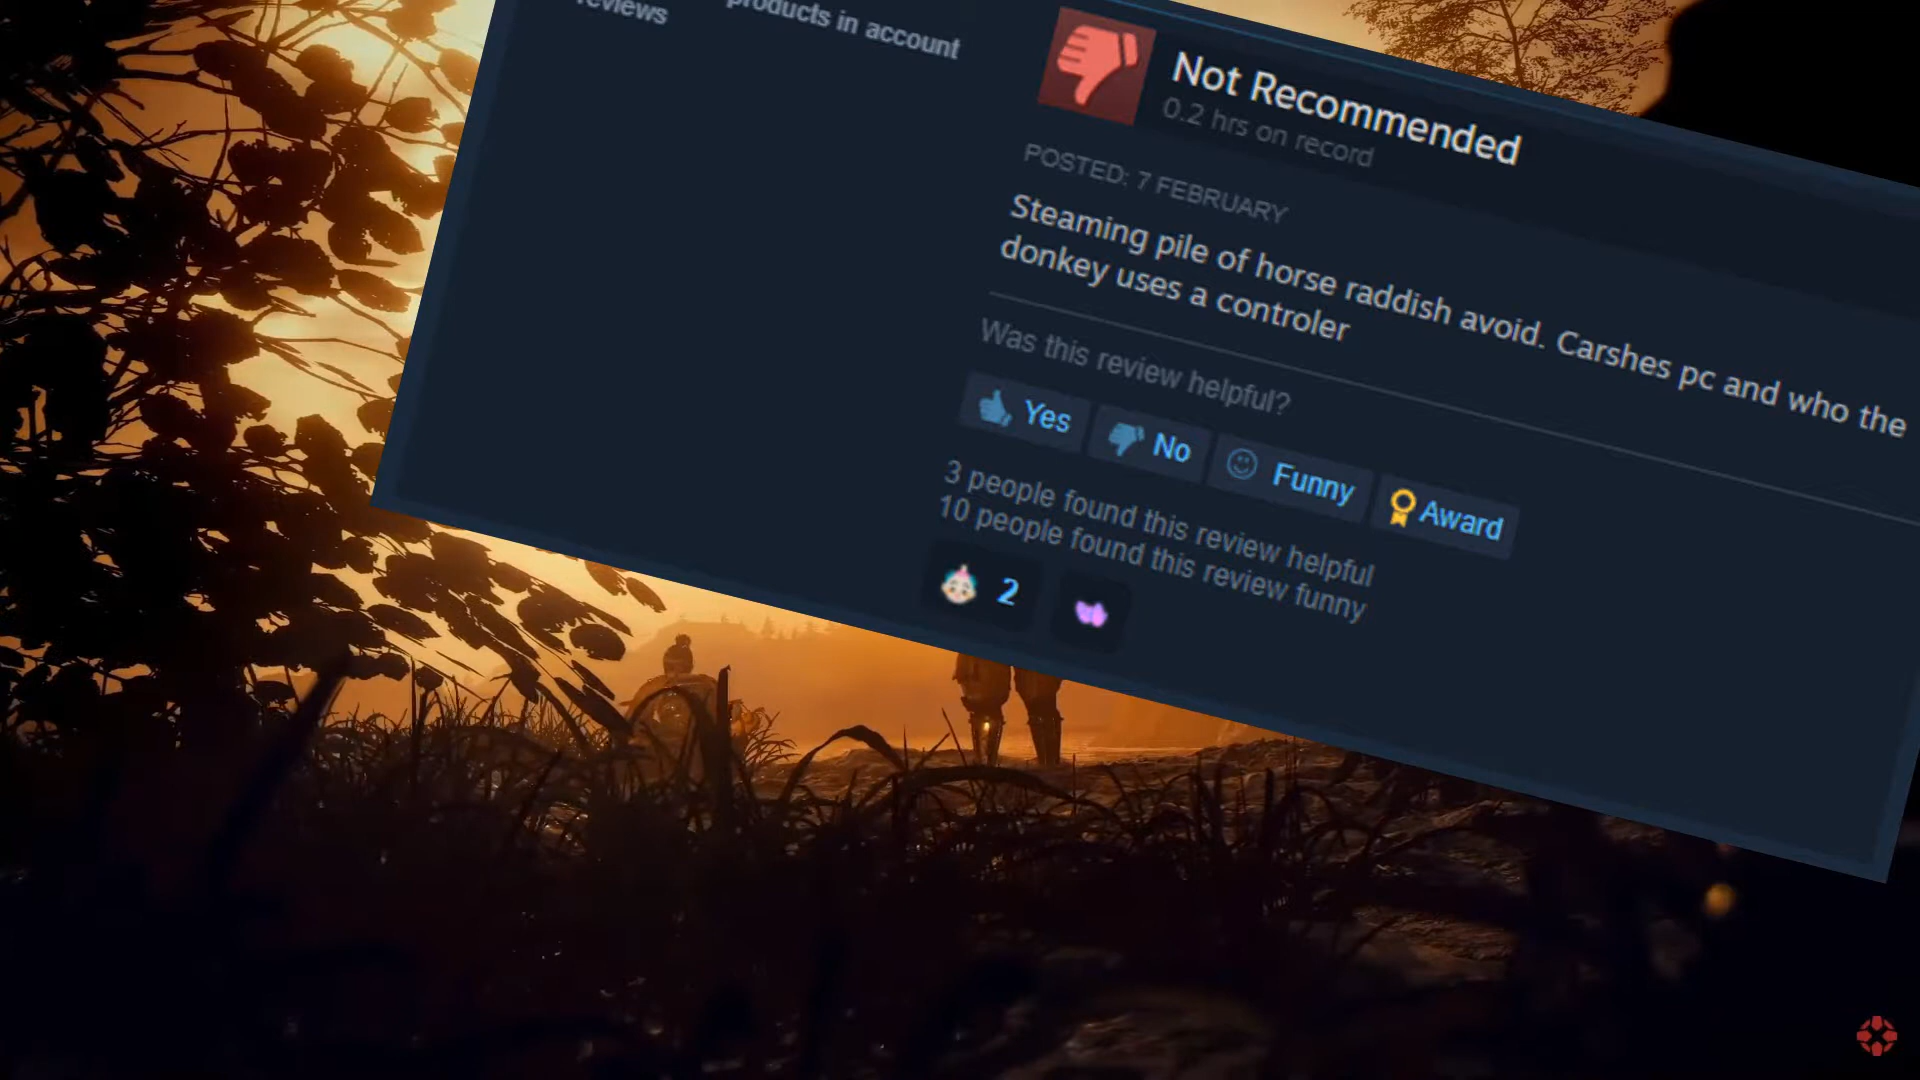 reviews
products in account
Not Recommended
0.2 hrs on record
POSTED: 7 FEBRUARY
Steaming pile of horse raddish avoid. Carshes pc and who the
donkey uses a controler
Was this review helpful?
Yes
No
Funny
Award
3 people found this review helpful
10 people found this review funny
2